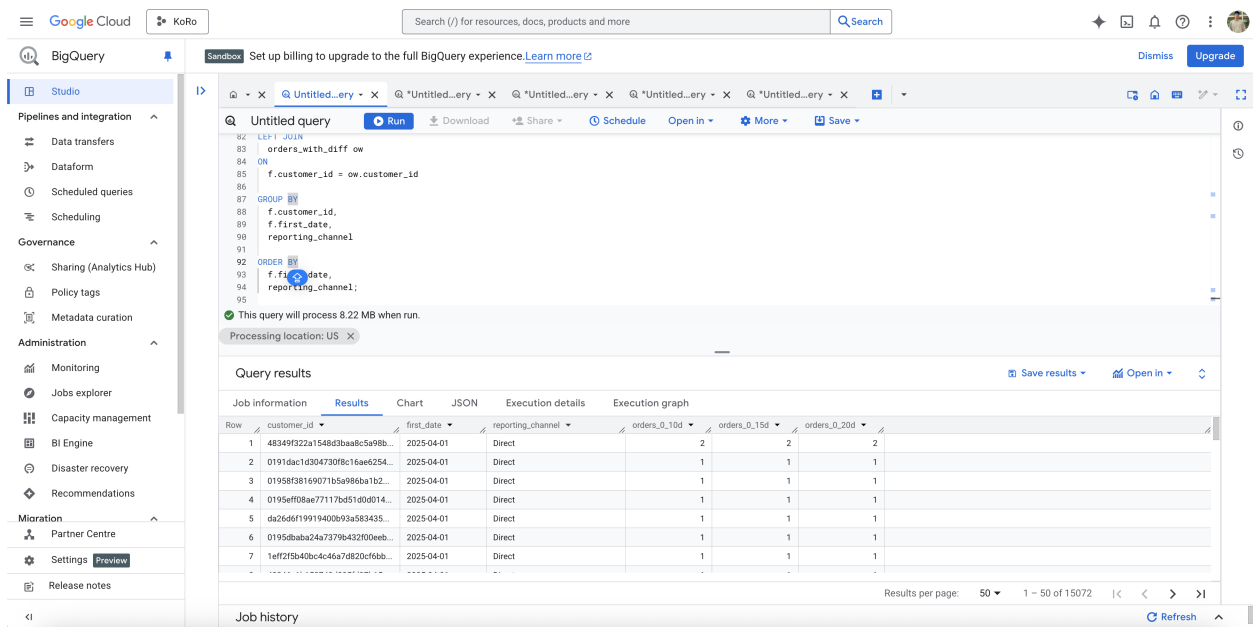 Google Cloud
KoRo
Search (/) for resources, docs, products and more
Search
BigQuery
Sandbox Set up billing to upgrade to the full BigQuery experience. Learn more
Dismiss
Upgrade
Studio
Pipelines and integration
Data transfers
Dataform
Scheduled queries
Scheduling
Governance
Sharing (Analytics Hub)
Policy tags
Metadata curation
Administration
Monitoring
Jobs explorer
Capacity management
BI Engine
Disaster recovery
Recommendations
Migration
Partner Centre
Settings Preview
Release notes
Untitled...ery
*Untitled...ery
*Untitled...ery
*Untitled...ery
*Untitled...ery
Untitled query
Run
Download
Share
Schedule
Open in
More
Save
82 LEFT JOIN
83 orders_with_diff ow
84 ON
85 f.customer_id = ow.customer_id
86
87 GROUP BY
88 f.customer_id,
89 f.first_date,
90 reporting_channel
91
92 ORDER BY
93 f.fi date,
94 reporting_channel;
95
This query will process 8.22 MB when run.
Processing location: US
Query results
Save results
Open in
Job information Results Chart JSON Execution details Execution graph
Row customer_id first_date reporting_channel orders_0_10d orders_0_15d orders_0_20d
1 48349f322a1548d3baa8c5a98b... 2025-04-01 Direct 2 2 2
2 0191dac1d304730f8c16ae6254... 2025-04-01 Direct 1 1 1
3 01958f38169071b5a986ba1b2... 2025-04-01 Direct 1 1 1
4 0195eff08ae77117bd51d0d014... 2025-04-01 Direct 1 1 1
5 da26d6f19919400b93a583435... 2025-04-01 Direct 1 1 1
6 0195dbaba24a7379b432f00eeb... 2025-04-01 Direct 1 1 1
7 1eff2f5b40bc4c46a7d820cf6bb... 2025-04-01 Direct 1 1 1
Results per page: 50 1 – 50 of 15072
Job history
Refresh